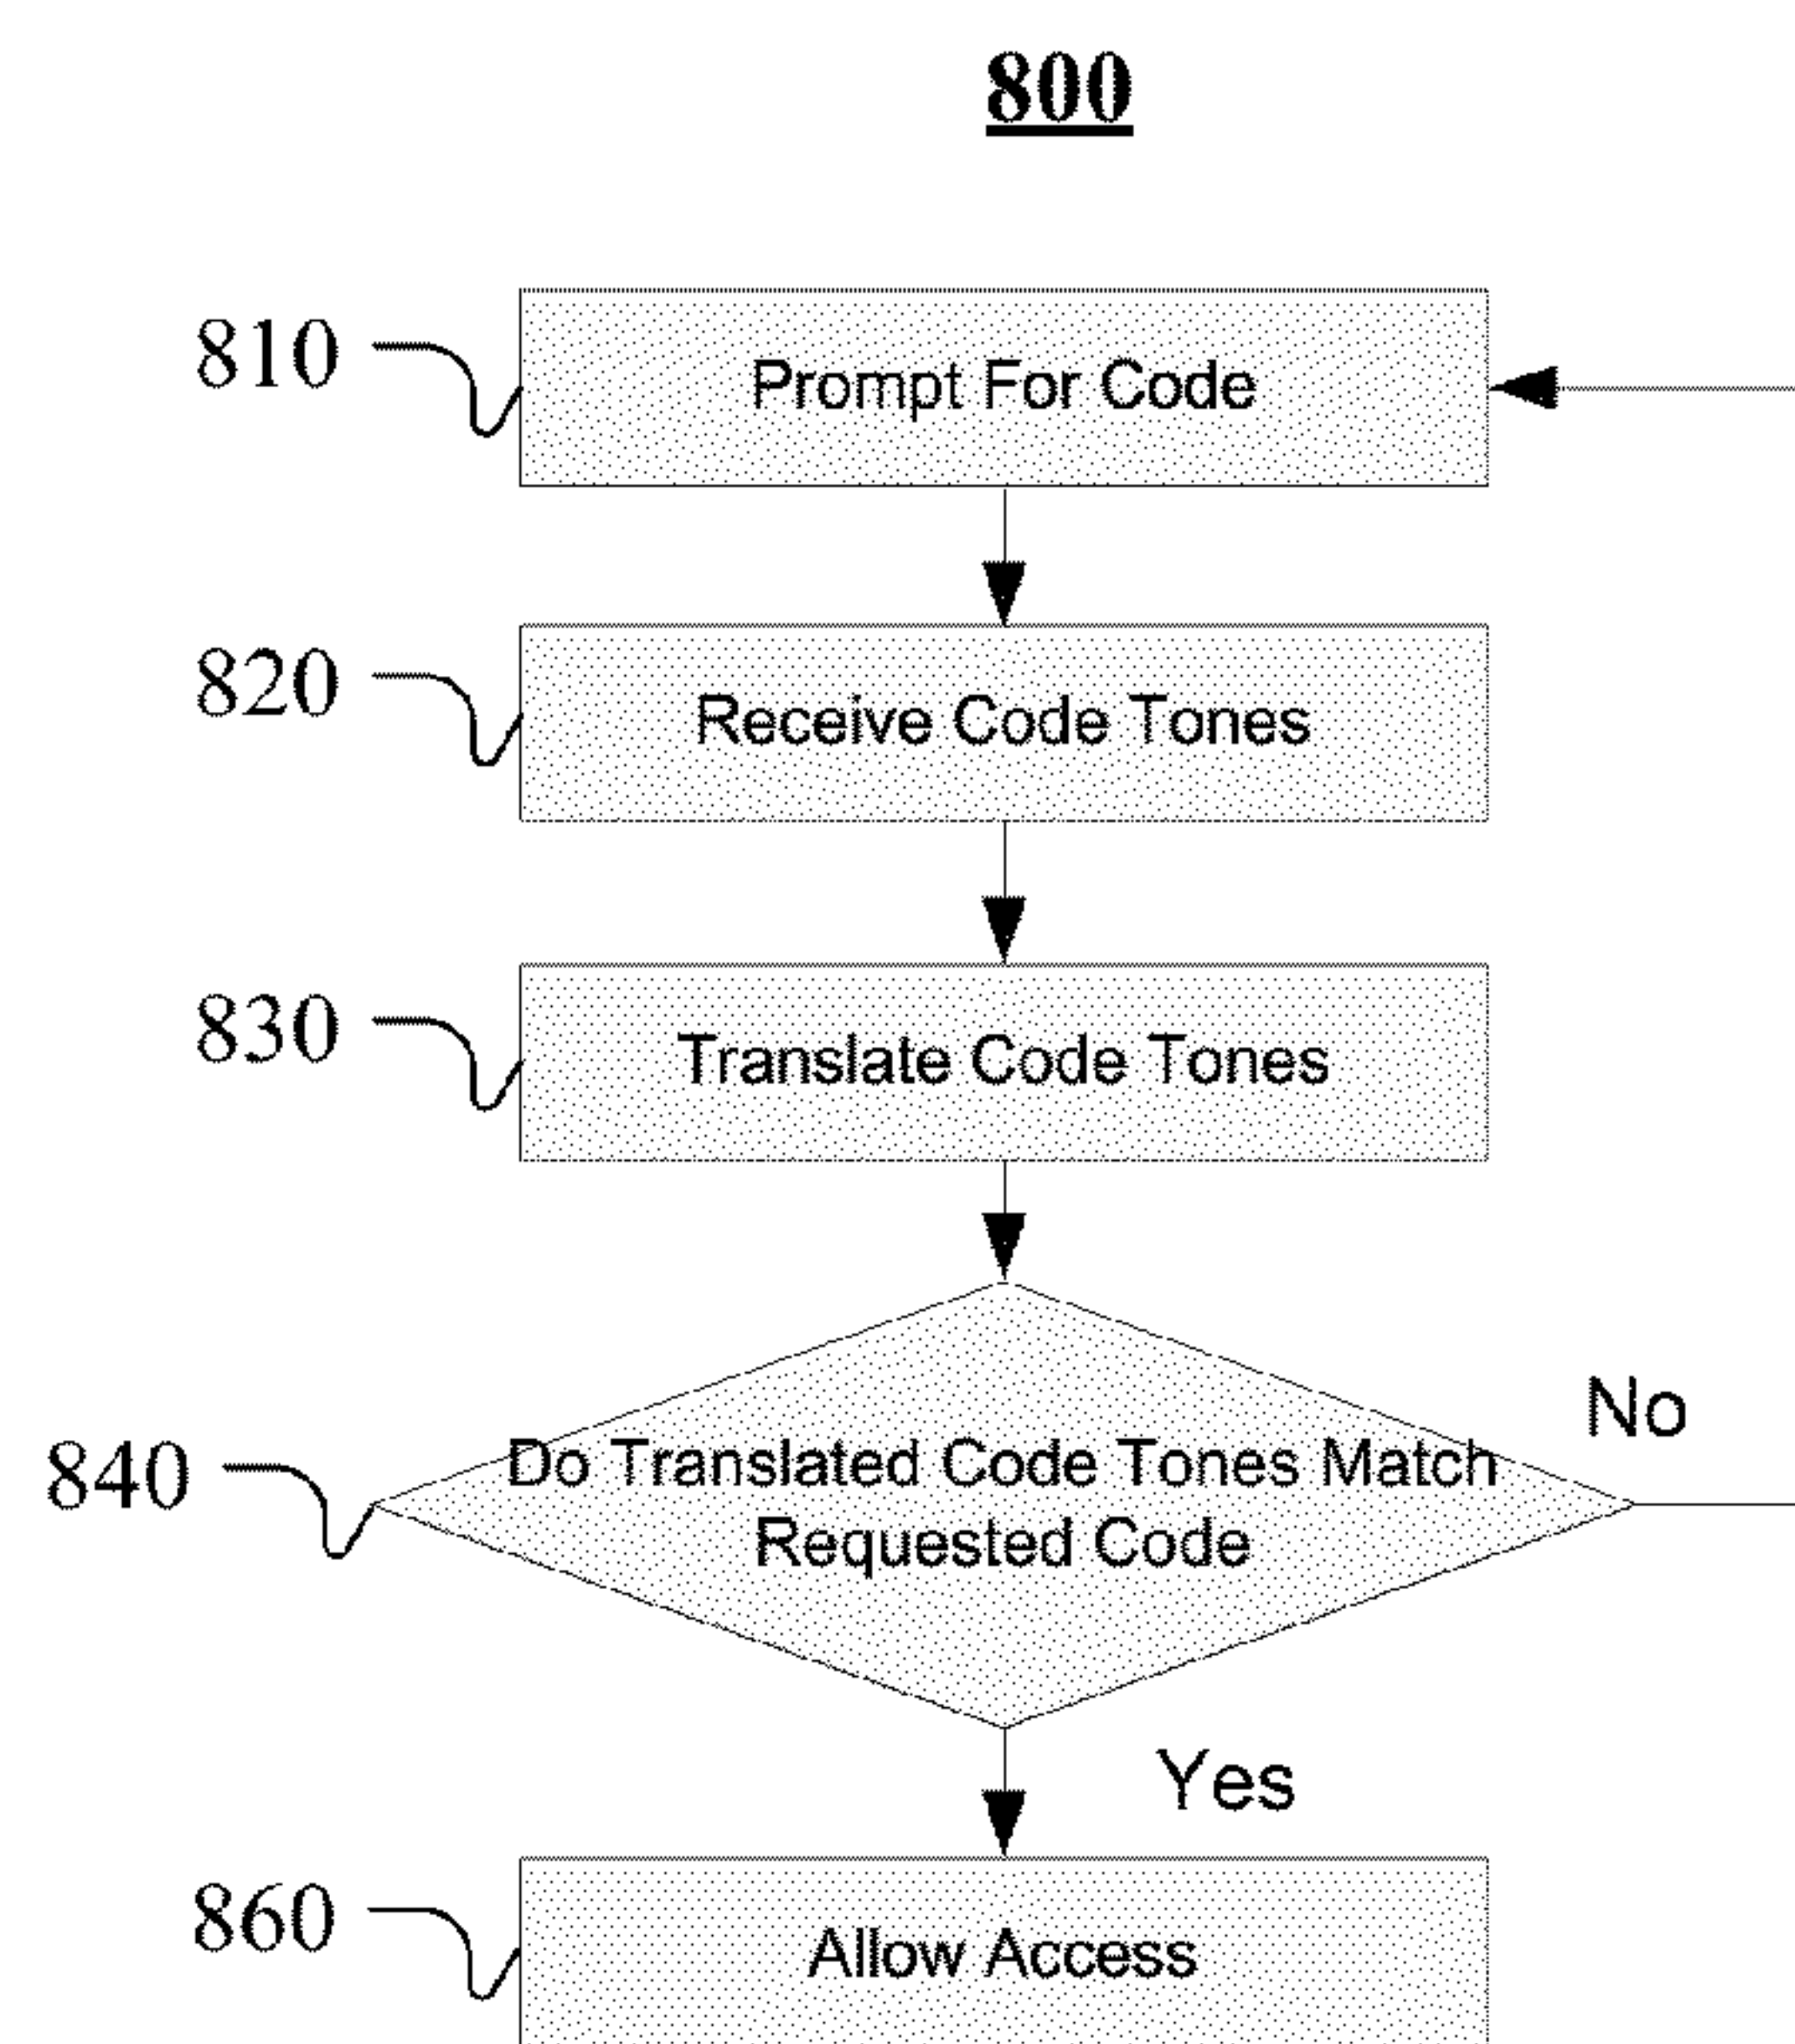 800
810
Prompt For Code
820
Receive Code Tones
830
Translate Code Tones
No
840
Do Translated Code Tones Match
Requested Code
Yes
860
Allow Access